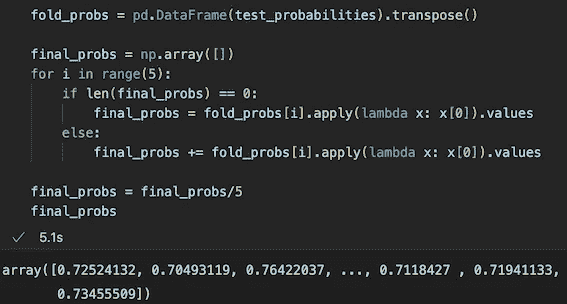 fold_probs = pd.DataFrame(test_probabilities).transpose()
final_probs = np.array([])
for i in range(5):
    if len(final_probs) == 0:
        final_probs = fold_probs[i].apply(lambda x: x[0]).values
    else:
        final_probs += fold_probs[i].apply(lambda x: x[0]).values
final_probs = final_probs/5
final_probs
✓ 5.1s
array([0.72524132, 0.70493119, 0.76422037, ..., 0.7118427 , 0.71941133,
       0.73455509])